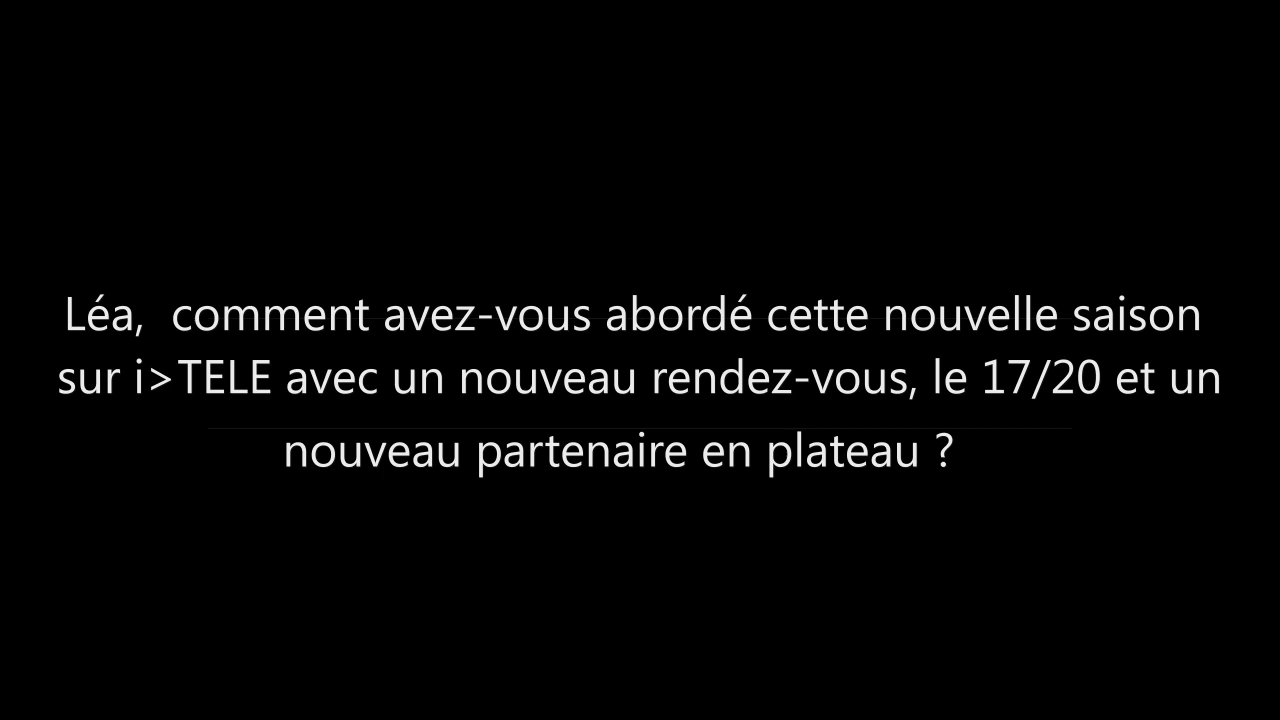 Léa,  comment avez-vous abordé cette nouvelle saison
sur i>TELE avec un nouveau rendez-vous, le 17/20 et un
nouveau partenaire en plateau ?